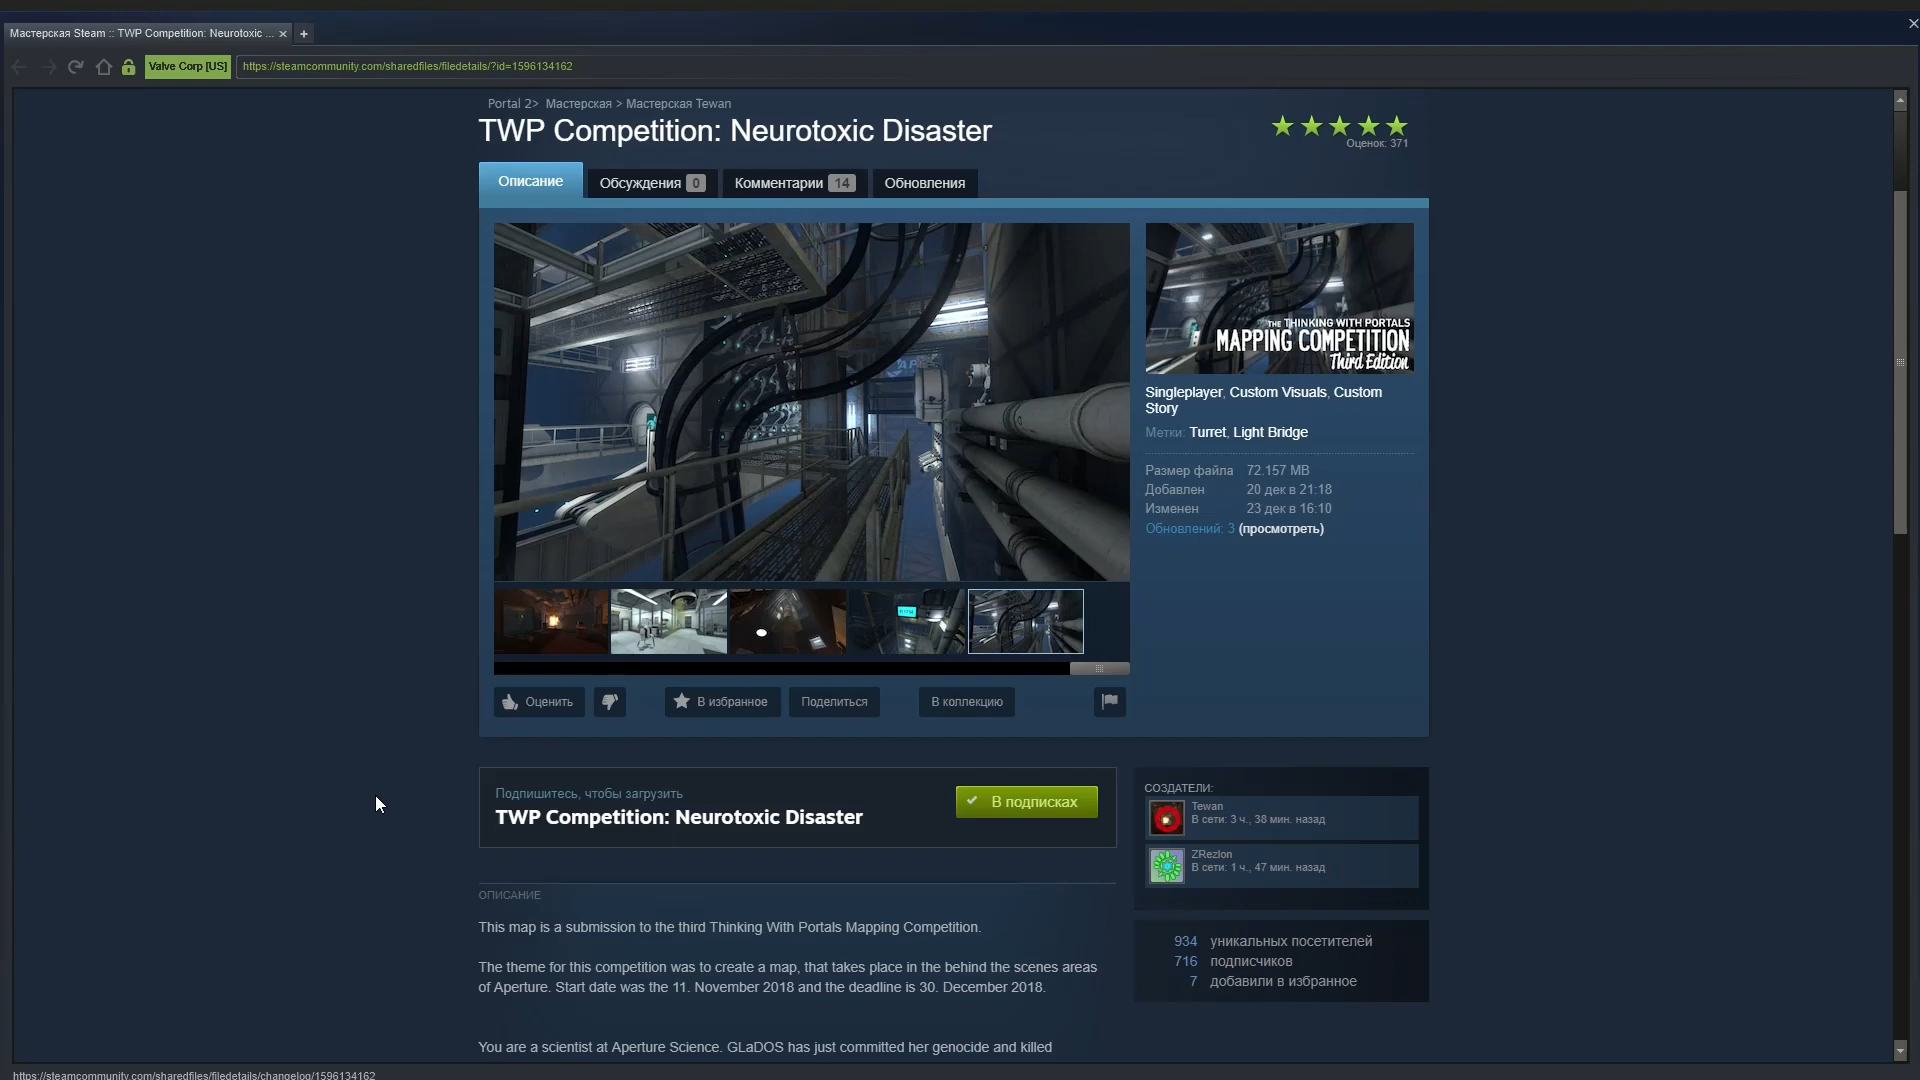 Мастерская Steam :: TWP Competition: Neurotoxic ...
Valve Corp [US]
https://steamcommunity.com/sharedfiles/filedetails/?id=1596134162
Portal 2> Мастерская > Мастерская Tewan
TWP Competition: Neurotoxic Disaster
Оценок: 371
Описание
Обсуждения 0
Комментарии 14
Обновления
THE THINKING WITH PORTALS
MAPPING COMPETITION
Third Edition
Singleplayer, Custom Visuals, Custom
Story
Метки: Turret, Light Bridge
Размер файла 72.157 MB
Добавлен 20 дек в 21:18
Изменен 23 дек в 16:10
Обновлений: 3 (просмотреть)
Оценить
В избранное
Поделиться
В коллекцию
Подпишитесь, чтобы загрузить
TWP Competition: Neurotoxic Disaster
В подписках
СОЗДАТЕЛИ:
Tewan
В сети: 3 ч., 38 мин. назад
ZRezlon
В сети: 1 ч., 47 мин. назад
ОПИСАНИЕ
This map is a submission to the third Thinking With Portals Mapping Competition.
The theme for this competition was to create a map, that takes place in the behind the scenes areas
of Aperture. Start date was the 11. November 2018 and the deadline is 30. December 2018.
You are a scientist at Aperture Science. GLaDOS has just committed her genocide and killed
934 уникальных посетителей
716 подписчиков
7 добавили в избранное
https://steamcommunity.com/sharedfiles/filedetails/changelog/1596134162